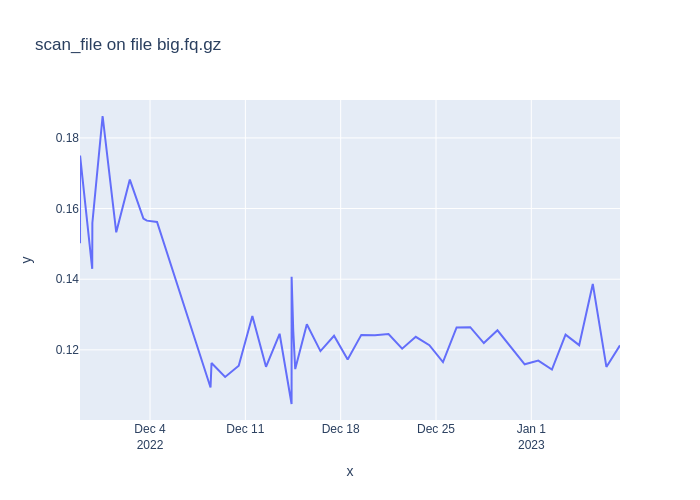 scan_file on file big.fq.gz
0.18
0.16
0.14
0.12
y
Dec 4
2022
Dec 11
Dec 18
Dec 25
Jan 1
2023
x